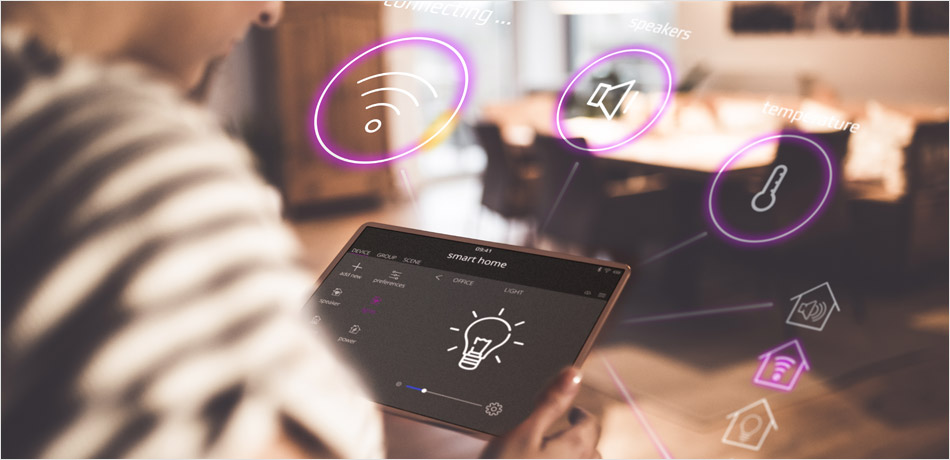 connecting ...
speakers
temperature
09:41
smart home
DEVICE GROUP SCENE
< OFFICE LIGHT
add new
preferences
speaker
power